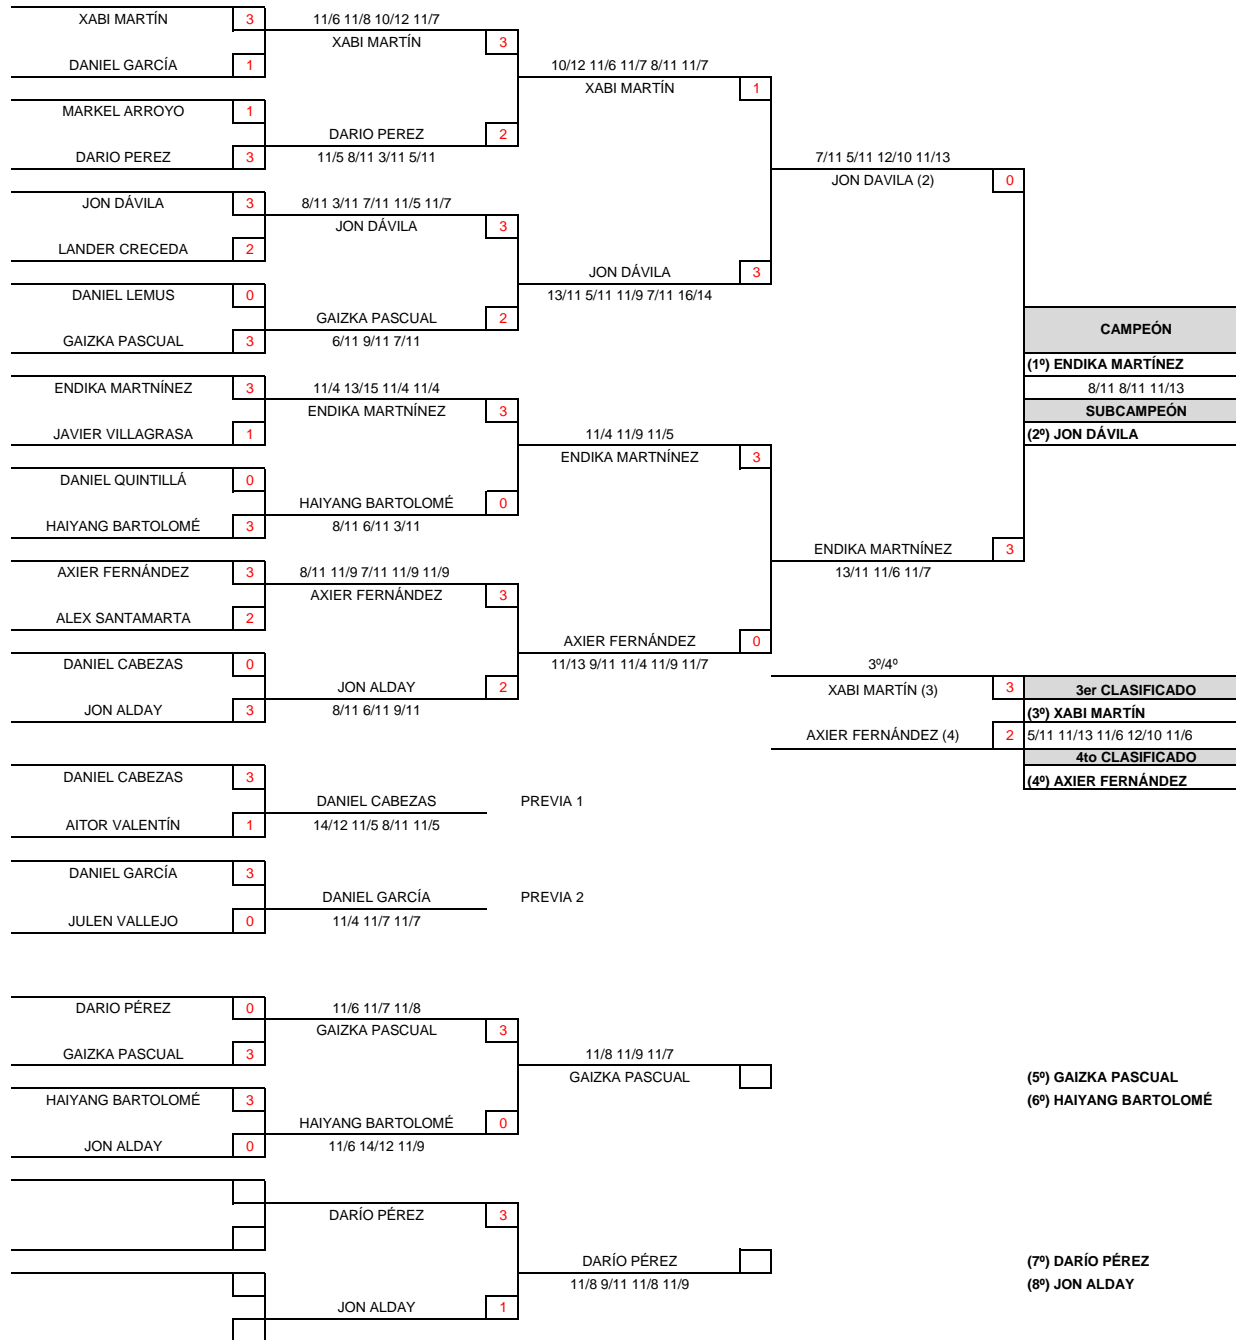 XABI MARTÍN 3 11/6 11/8 10/12 11/7
XABI MARTÍN 3
DANIEL GARCÍA 1 10/12 11/6 11/7 8/11 11/7
XABI MARTÍN 1
MARKEL ARROYO 1
DARIO PEREZ 2
DARIO PEREZ 3 11/5 8/11 3/11 5/11 7/11 5/11 12/10 11/13
JON DAVILA (2) 0
JON DÁVILA 3 8/11 3/11 7/11 11/5 11/7
JON DÁVILA 3
LANDER CRECEDA 2
JON DÁVILA 3
DANIEL LEMUS 0 13/11 5/11 11/9 7/11 16/14
GAIZKA PASCUAL 2
CAMPEÓN
GAIZKA PASCUAL 3 6/11 9/11 7/11
(1º) ENDIKA MARTÍNEZ
ENDIKA MARTNÍNEZ 3 11/4 13/15 11/4 11/4 8/11 8/11 11/13
ENDIKA MARTNÍNEZ 3 SUBCAMPEÓN
JAVIER VILLAGRASA 1 11/4 11/9 11/5 (2º) JON DÁVILA
ENDIKA MARTNÍNEZ 3
DANIEL QUINTILLÁ 0
HAIYANG BARTOLOMÉ 0
HAIYANG BARTOLOMÉ 3 8/11 6/11 3/11
ENDIKA MARTNÍNEZ 3
AXIER FERNÁNDEZ 3 8/11 11/9 7/11 11/9 11/9 13/11 11/6 11/7
AXIER FERNÁNDEZ 3
ALEX SANTAMARTA 2
AXIER FERNÁNDEZ 0
DANIEL CABEZAS 0 11/13 9/11 11/4 11/9 11/7 3º/4º
JON ALDAY 2 XABI MARTÍN (3) 3 3er CLASIFICADO
JON ALDAY 3 8/11 6/11 9/11 (3º) XABI MARTÍN
AXIER FERNÁNDEZ (4) 2 5/11 11/13 11/6 12/10 11/6
4to CLASIFICADO
DANIEL CABEZAS 3 (4º) AXIER FERNÁNDEZ
DANIEL CABEZAS PREVIA 1
AITOR VALENTÍN 1 14/12 11/5 8/11 11/5
DANIEL GARCÍA 3
DANIEL GARCÍA PREVIA 2
JULEN VALLEJO 0 11/4 11/7 11/7
DARIO PÉREZ 0 11/6 11/7 11/8
GAIZKA PASCUAL 3
GAIZKA PASCUAL 3 11/8 11/9 11/7
GAIZKA PASCUAL (5º) GAIZKA PASCUAL
HAIYANG BARTOLOMÉ 3 (6º) HAIYANG BARTOLOMÉ
HAIYANG BARTOLOMÉ 0
JON ALDAY 0 11/6 14/12 11/9
DARÍO PÉREZ 3
DARÍO PÉREZ (7º) DARÍO PÉREZ
11/8 9/11 11/8 11/9 (8º) JON ALDAY
JON ALDAY 1